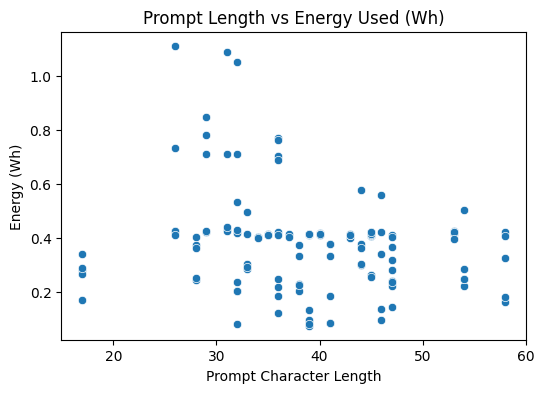 Prompt Length vs Energy Used (Wh)
1.0
0.8
0.6
0.4
0.2
Energy (Wh)
20 30 40 50 60
Prompt Character Length